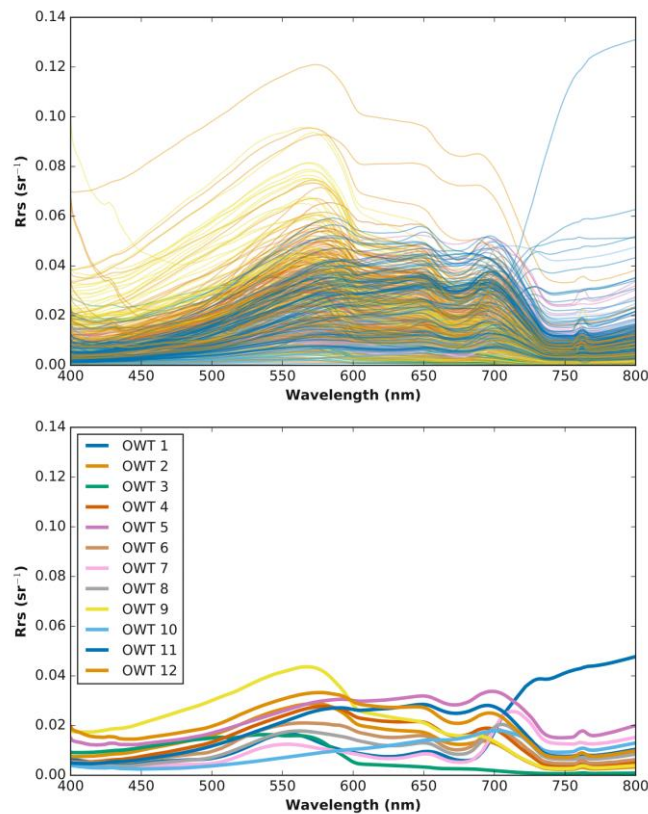 0.14
0.12
0.10
0.08
0.06
0.04
0.02
0.00
Rrs (sr⁻¹)
400 450 500 550 600 650 700 750 800
Wavelength (nm)
0.14
0.12
0.10
0.08
0.06
0.04
0.02
0.00
Rrs (sr⁻¹)
OWT 1
OWT 2
OWT 3
OWT 4
OWT 5
OWT 6
OWT 7
OWT 8
OWT 9
OWT 10
OWT 11
OWT 12
400 450 500 550 600 650 700 750 800
Wavelength (nm)